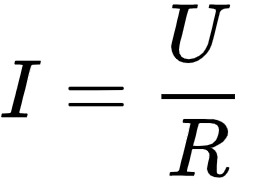 I = U/R